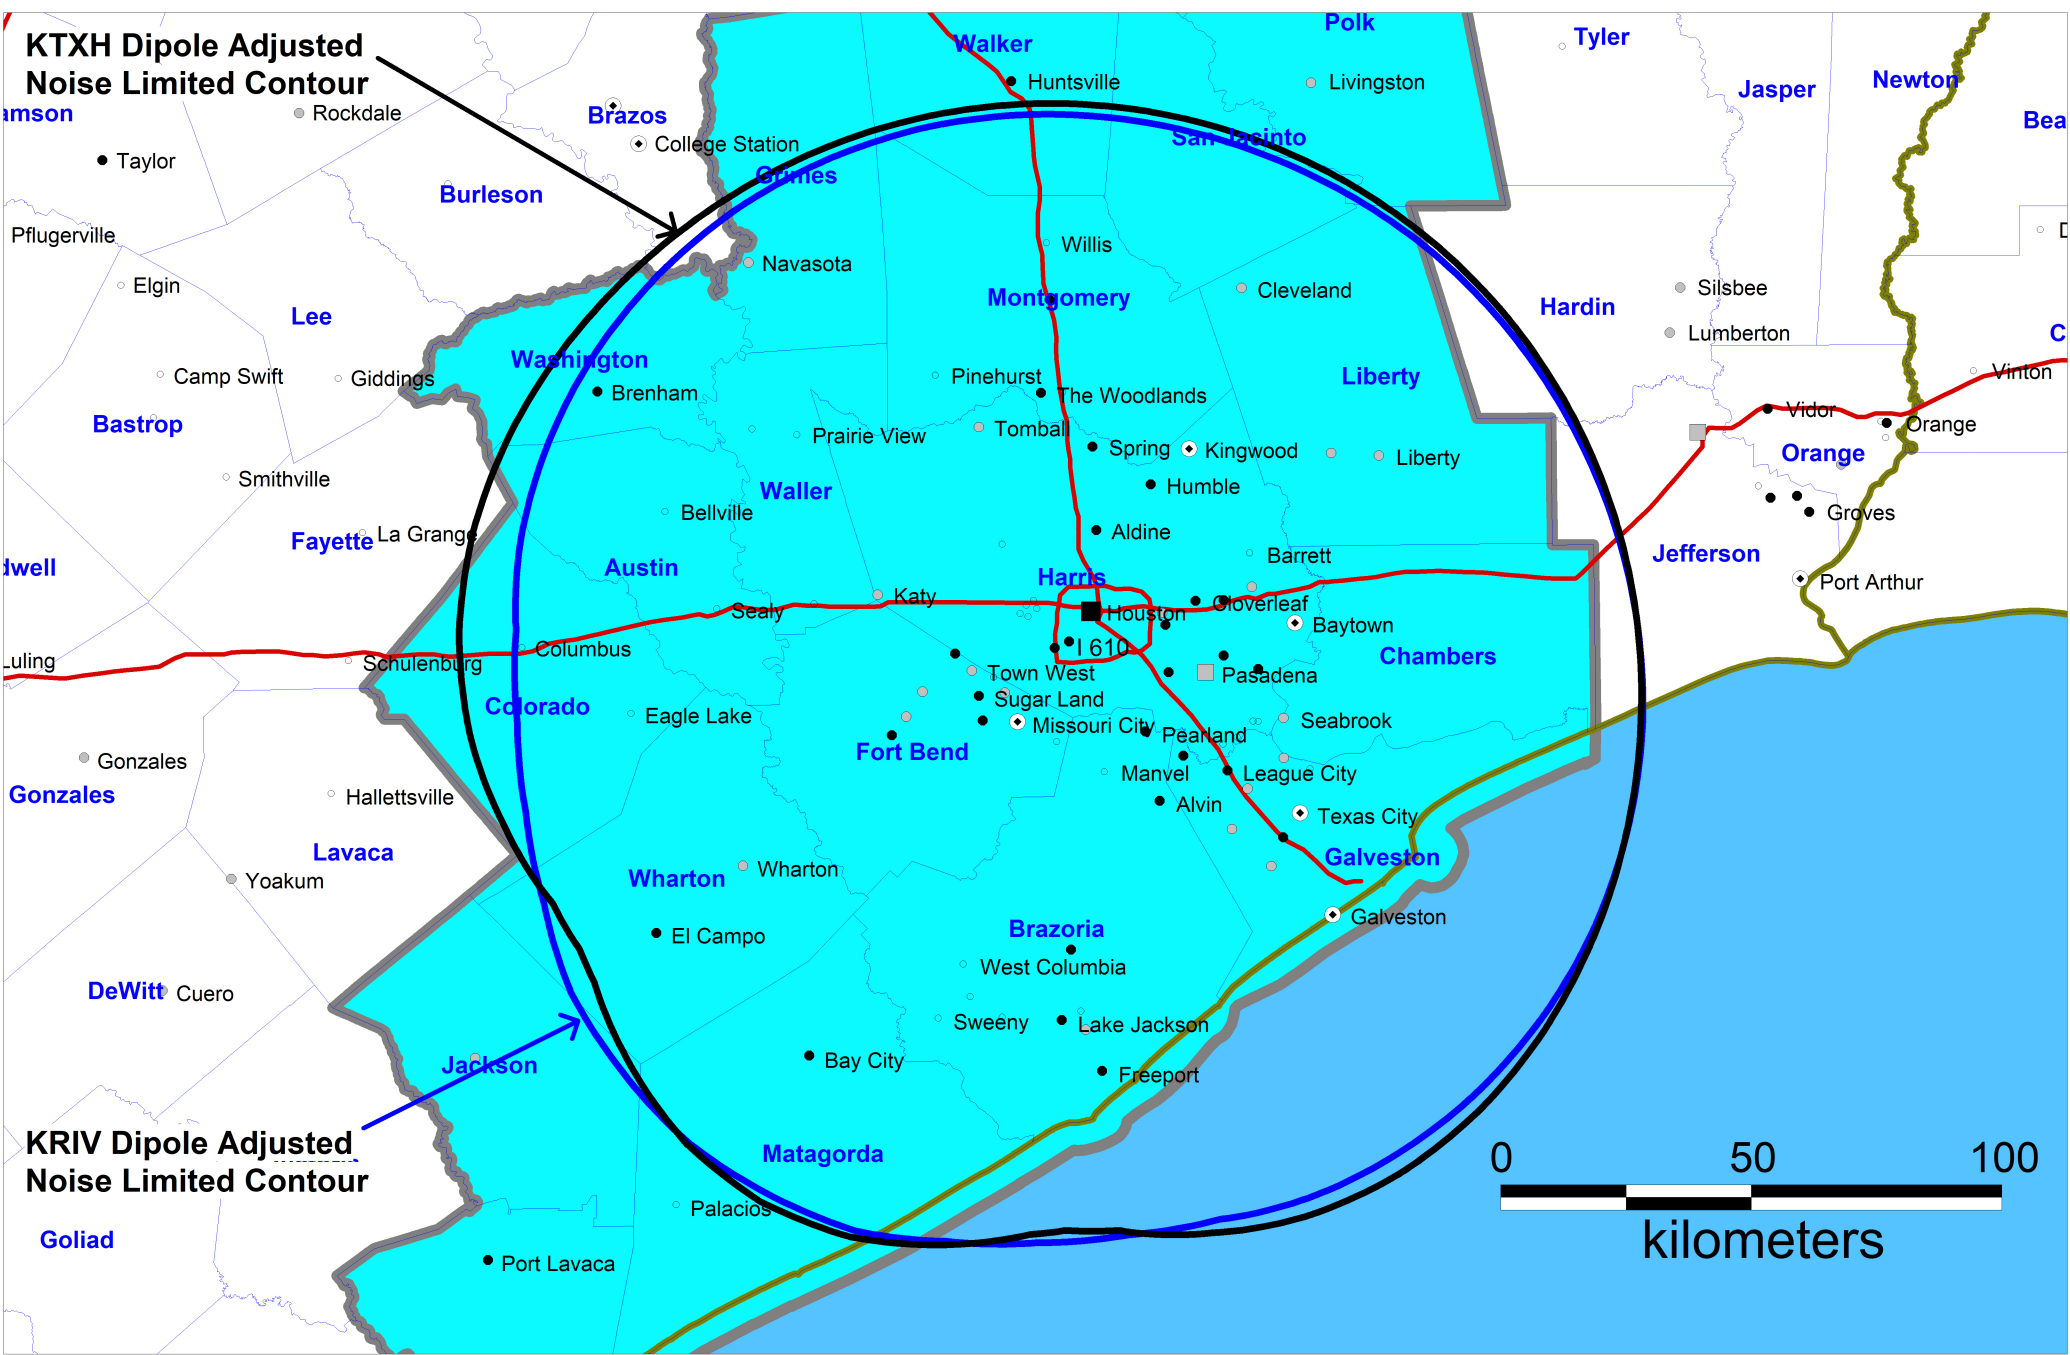 KTXH Dipole Adjusted
Noise Limited Contour
Polk
Tyler
Walker
Huntsville
Livingston
Jasper
Newton
amson
Rockdale
Brazos
Bea
College Station
San Jacinto
Taylor
Grimes
Burleson
Pflugerville
Willis
Navasota
Elgin
Cleveland
Silsbee
Montgomery
Hardin
Lee
Lumberton
Washington
Vinton
Camp Swift
Giddings
Pinehurst
Liberty
Brenham
The Woodlands
Vidor
Bastrop
Prairie View
Tomball
Orange
Spring
Kingwood
Liberty
Orange
Smithville
Waller
Humble
Bellville
Groves
La Grange
Aldine
Fayette
Barrett
Jefferson
dwell
Austin
Harris
Port Arthur
Katy
Cloverleaf
Sealy
Houston
Baytown
Columbus
I 610
Luling
Schulenburg
Chambers
Town West
Pasadena
Colorado
Sugar Land
Eagle Lake
Missouri City
Seabrook
Fort Bend
Pearland
Gonzales
Manvel
League City
Gonzales
Hallettsville
Alvin
Texas City
Lavaca
Galveston
Wharton
Yoakum
Wharton
Galveston
Brazoria
El Campo
West Columbia
DeWitt
Cuero
Sweeny
Lake Jackson
Jackson
Bay City
Freeport
KRIV Dipole Adjusted
Noise Limited Contour
Matagorda
0 50 100
kilometers
Palacios
Goliad
Port Lavaca